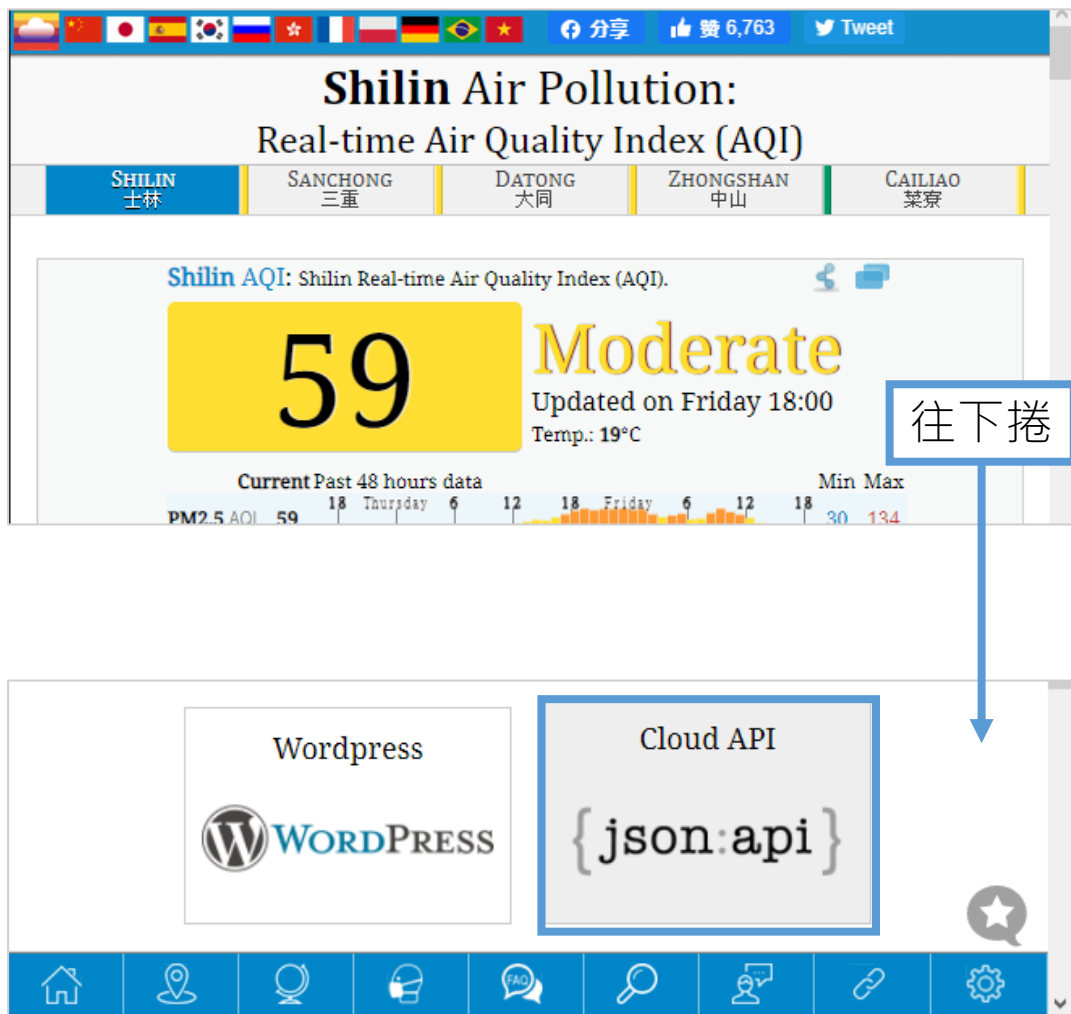 分享 赞 6,763 Tweet
Shilin Air Pollution:
Real-time Air Quality Index (AQI)
SHILIN SANCHONG DATONG ZHONGSHAN CAILIAO
士林 三重 大同 中山 菜寮
Shilin AQI: Shilin Real-time Air Quality Index (AQI).
59 Moderate
Updated on Friday 18:00
Temp.: 19°C
往下捲
Current Past 48 hours data Min Max
18 Thursday 6 12 18 Friday 6 12 18
PM2.5 AQI 59 30 134
Wordpress Cloud API
W WORDPRESS {json:api}
FAQ